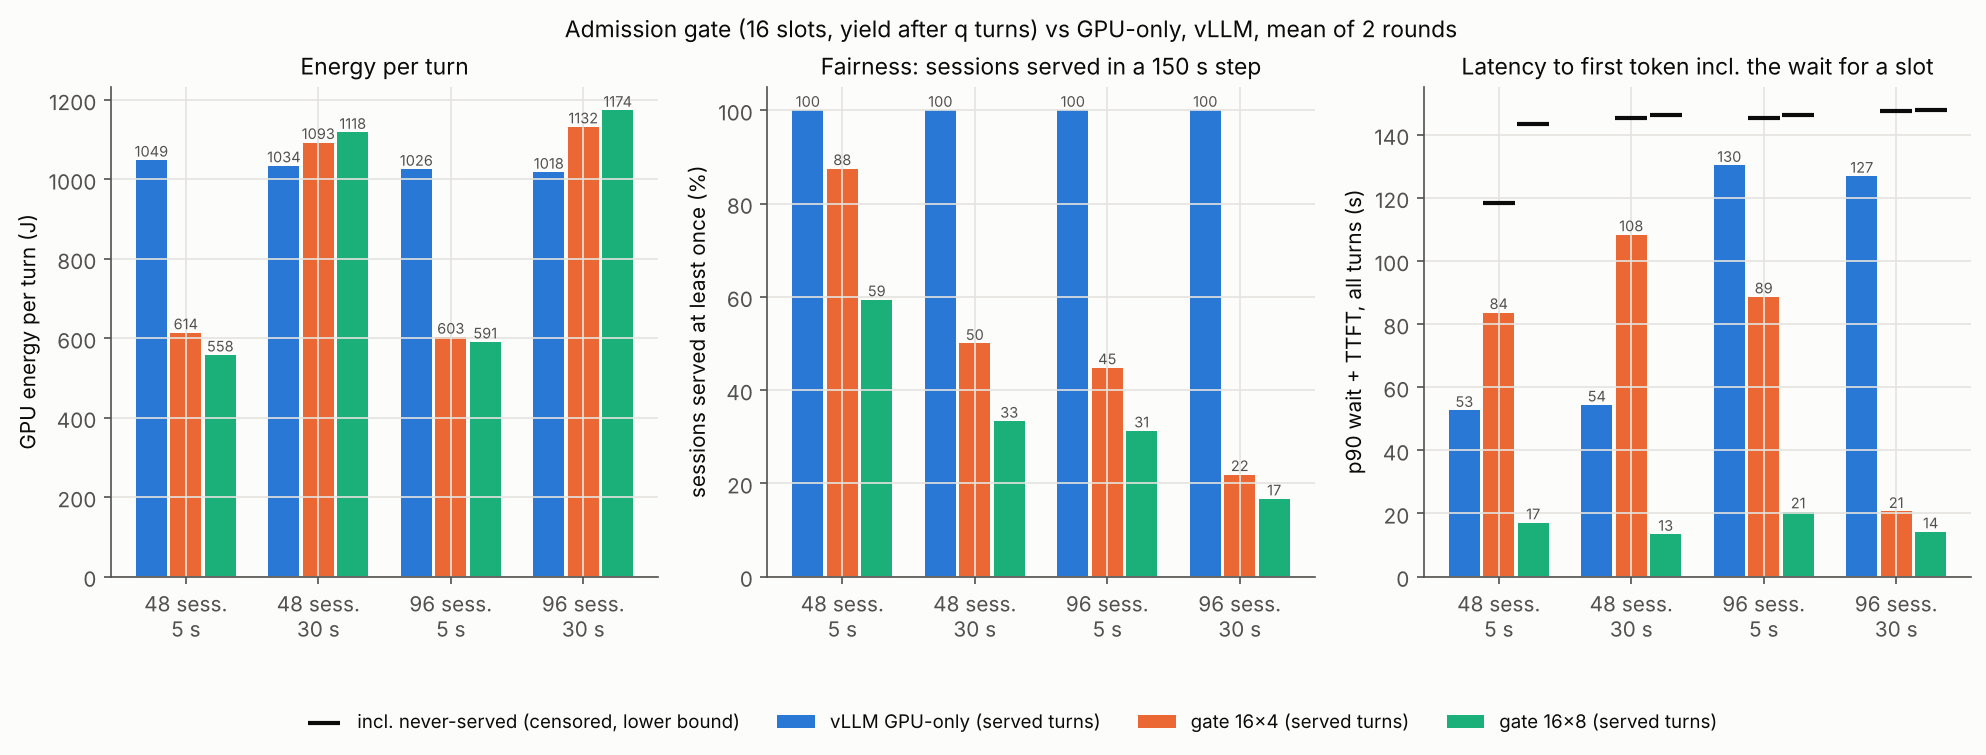 Admission gate (16 slots, yield after q turns) vs GPU-only, vLLM, mean of 2 rounds
Energy per turn
GPU energy per turn (J)
1200
1000
800
600
400
200
0
1049
614
558
1034
1093
1118
1026
603
591
1018
1132
1174
48 sess.
5 s
48 sess.
30 s
96 sess.
5 s
96 sess.
30 s
Fairness: sessions served in a 150 s step
sessions served at least once (%)
100
80
60
40
20
0
100
88
59
100
50
33
100
45
31
100
22
17
48 sess.
5 s
48 sess.
30 s
96 sess.
5 s
96 sess.
30 s
Latency to first token incl. the wait for a slot
p90 wait + TTFT, all turns (s)
140
120
100
80
60
40
20
0
53
84
17
54
108
13
130
89
21
127
21
14
48 sess.
5 s
48 sess.
30 s
96 sess.
5 s
96 sess.
30 s
incl. never-served (censored, lower bound)
vLLM GPU-only (served turns)
gate 16×4 (served turns)
gate 16×8 (served turns)